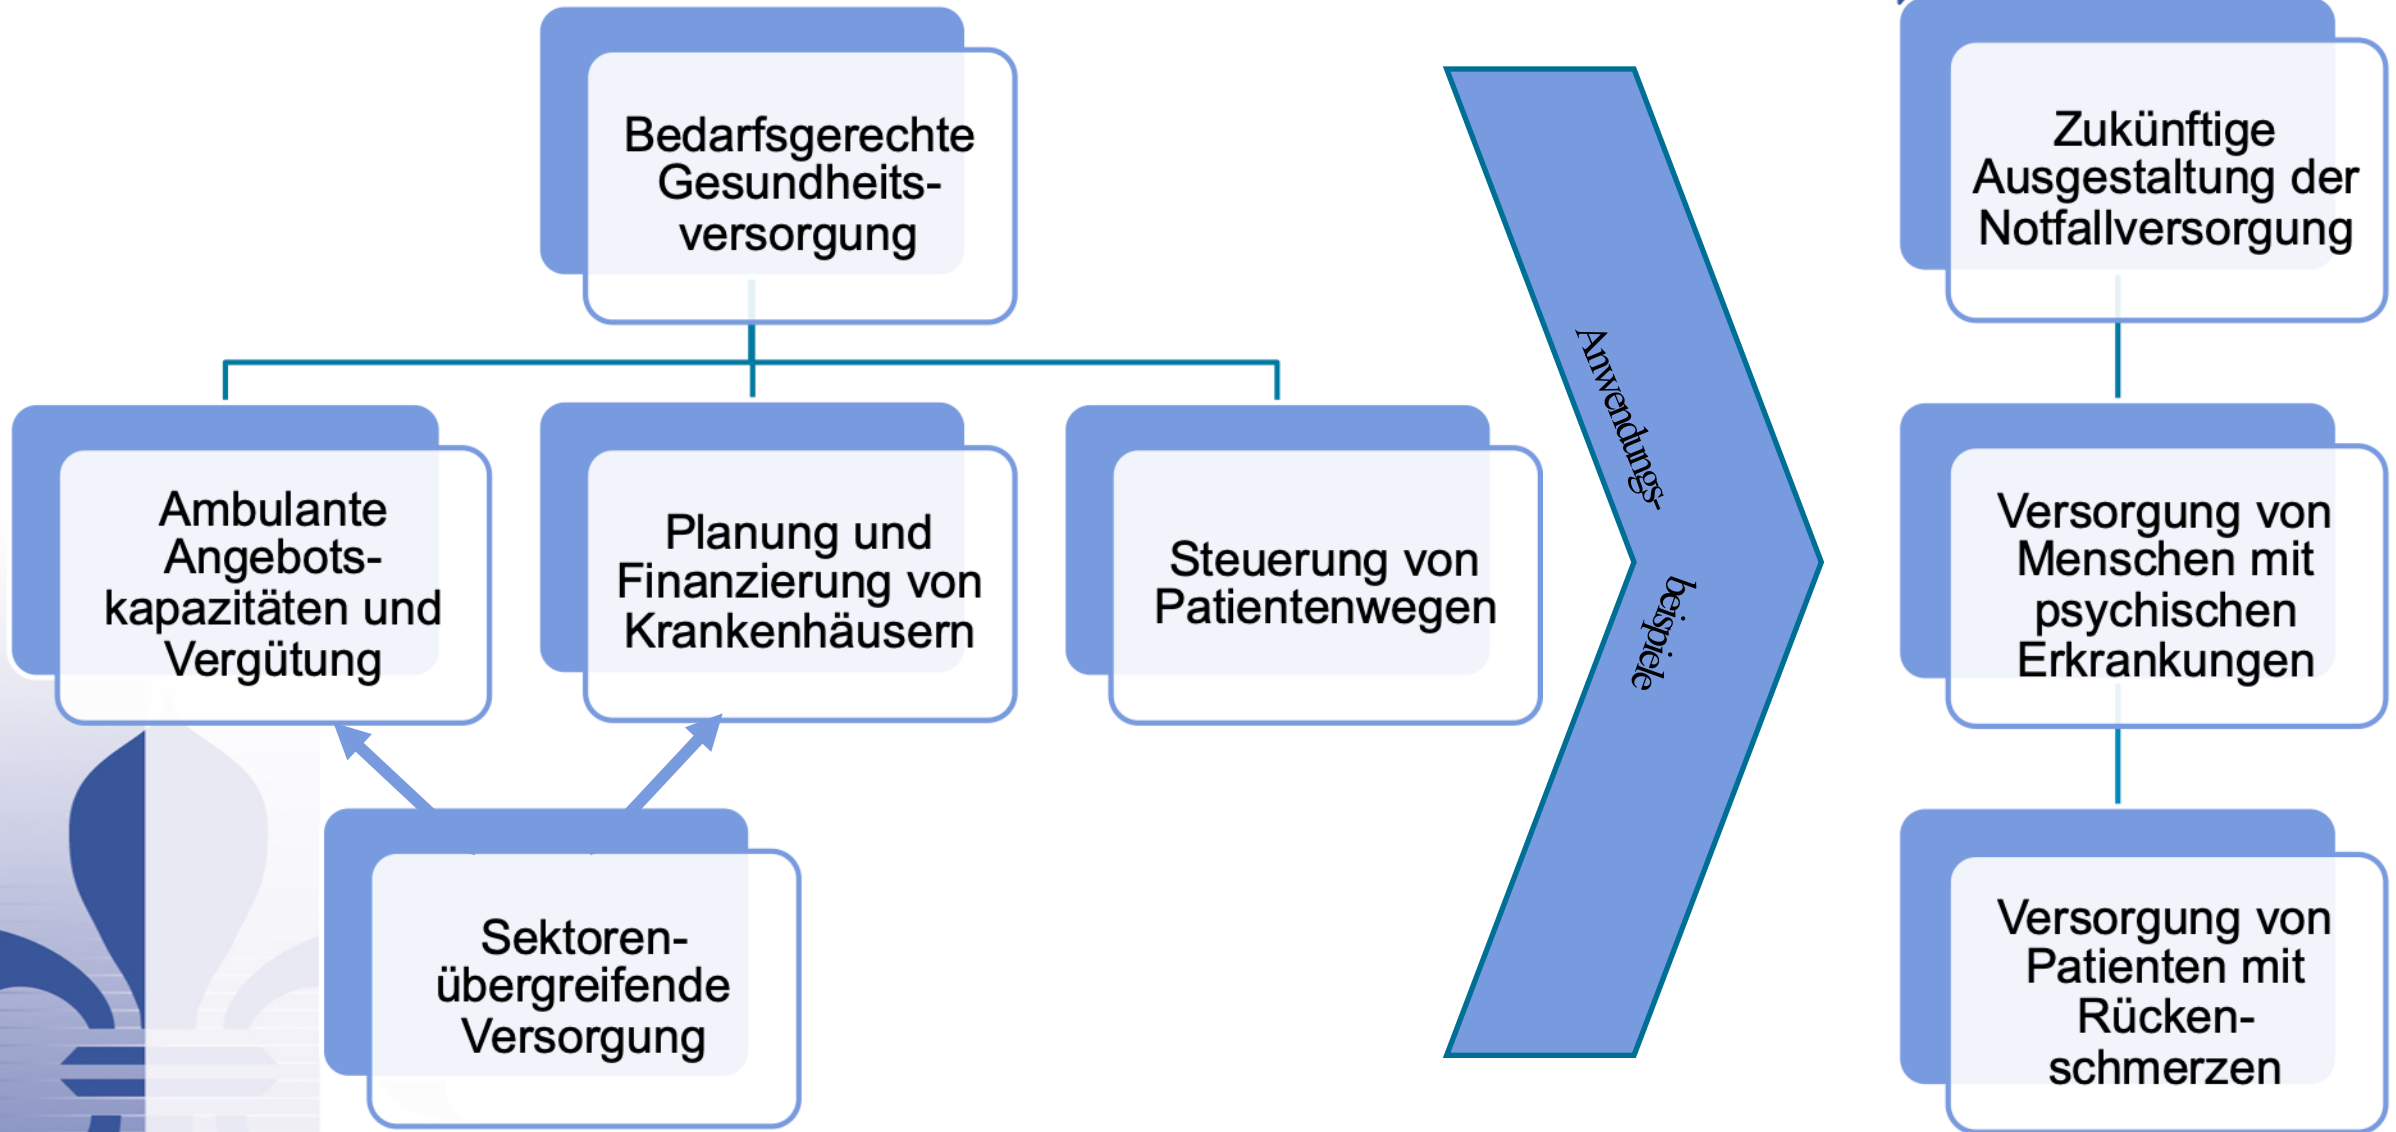 Bedarfsgerechte
Gesundheits-
versorgung
Ambulante
Angebots-
kapazitäten und
Vergütung
Planung und
Finanzierung von
Krankenhäusern
Steuerung von
Patientenwegen
Sektoren-
übergreifende
Versorgung
Anwendungs-
beispiele
Zukünftige
Ausgestaltung der
Notfallversorgung
Versorgung von
Menschen mit
psychischen
Erkrankungen
Versorgung von
Patienten mit
Rücken-
schmerzen